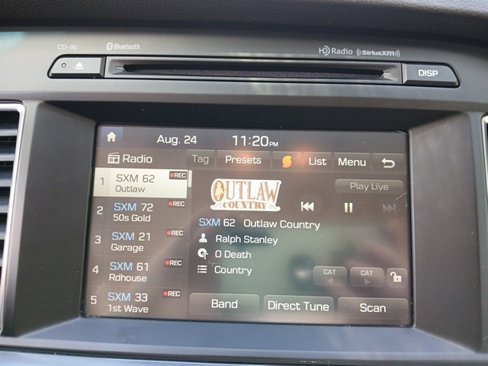 CD-IN
Bluetooth
HD Radio
SiriusXM
DISP
Aug. 24
11:20PM
Radio
Tag
Presets
List
Menu
1
SXM 62
REC
Outlaw
2
SXM 72
REC
50s Gold
3
SXM 21
REC
Garage
4
SXM 61
REC
Rdhouse
5
SXM 33
REC
1st Wave
OUTLAW
COUNTRY
Play Live
SXM 62 Outlaw Country
Ralph Stanley
O Death
Country
CAT
CAT
Band
Direct Tune
Scan